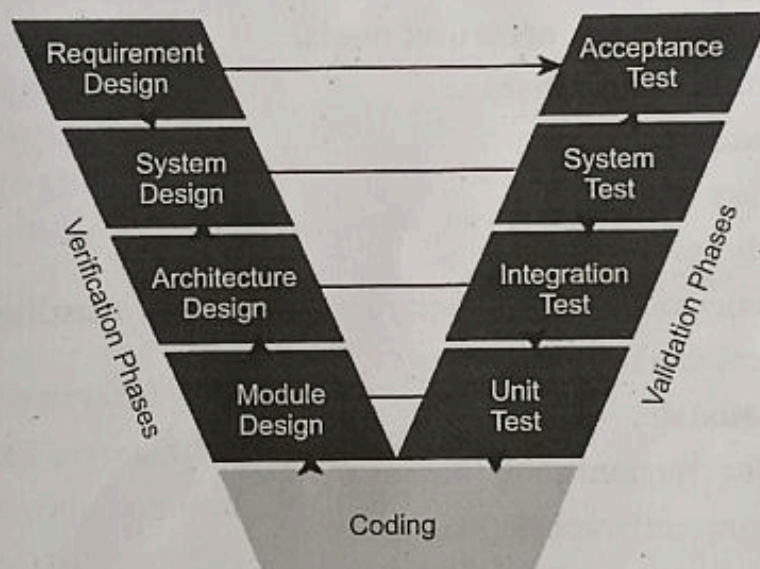 Requirement
Design
Acceptance
Test
System
Design
System
Test
Architecture
Design
Integration
Test
Module
Design
Unit
Test
Verification Phases
Validation Phases
Coding